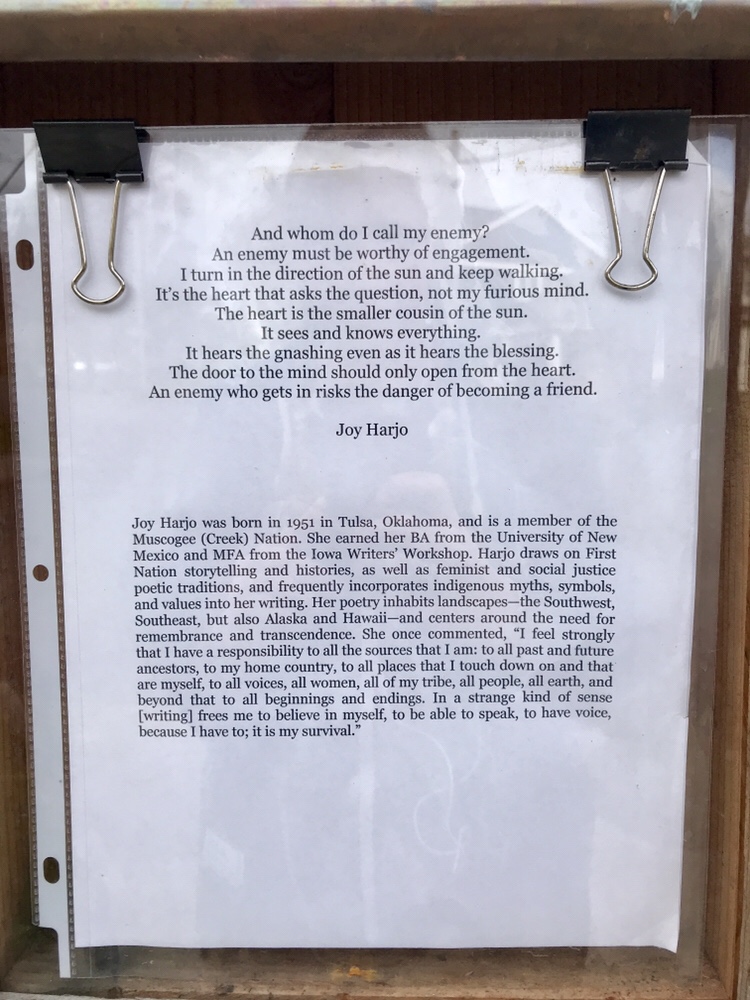 And whom do I call my enemy?
An enemy must be worthy of engagement.
I turn in the direction of the sun and keep walking.
It's the heart that asks the question, not my furious mind.
The heart is the smaller cousin of the sun.
It sees and knows everything.
It hears the gnashing even as it hears the blessing.
The door to the mind should only open from the heart.
An enemy who gets in risks the danger of becoming a friend.
Joy Harjo
Joy Harjo was born in 1951 in Tulsa, Oklahoma, and is a member of the
Muscogee (Creek) Nation. She earned her BA from the University of New
Mexico and MFA from the Iowa Writers' Workshop. Harjo draws on First
Nation storytelling and histories, as well as feminist and social justice
poetic traditions, and frequently incorporates indigenous myths, symbols,
and values into her writing. Her poetry inhabits landscapes—the Southwest,
Southeast, but also Alaska and Hawaii—and centers around the need for
remembrance and transcendence. She once commented, “I feel strongly
that I have a responsibility to all the sources that I am: to all past and future
ancestors, to my home country, to all places that I touch down on and that
are myself, to all voices, all women, all of my tribe, all people, all earth, and
beyond that to all beginnings and endings. In a strange kind of sense
[writing] frees me to believe in myself, to be able to speak, to have voice,
because I have to; it is my survival.”